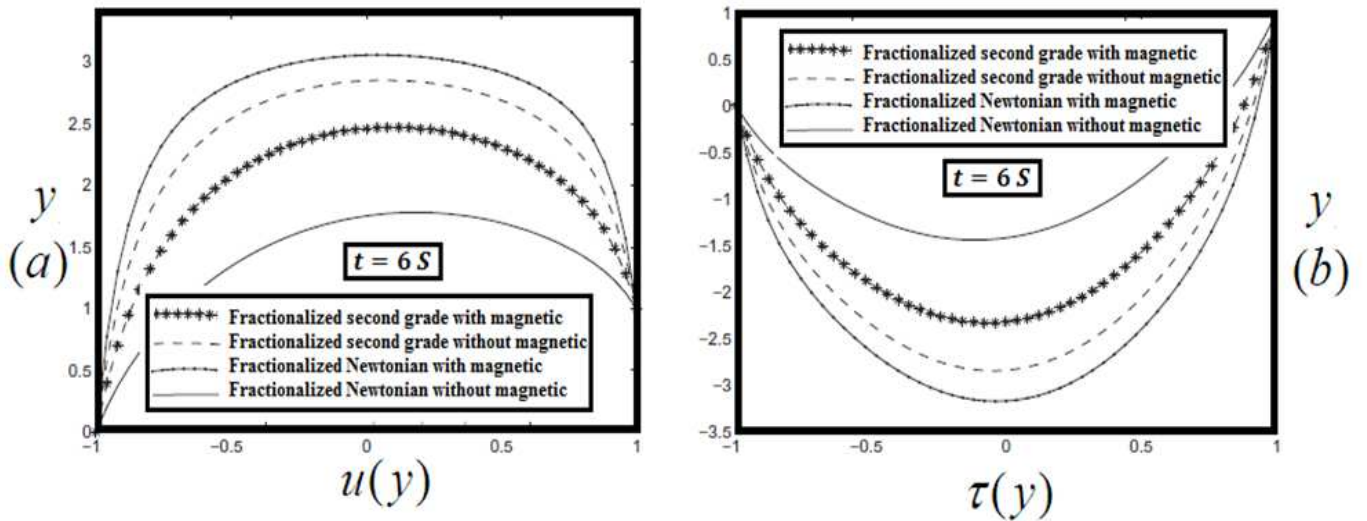 3
2.5
2
1.5
1
0.5
0
y
(a)
t = 6 S
Fractionalized second grade with magnetic
Fractionalized second grade without magnetic
Fractionalized Newtonian with magnetic
Fractionalized Newtonian without magnetic
−1 −0.5 0 0.5 1
u(y)
1
0.5
0
−0.5
−1
−1.5
−2
−2.5
−3
−3.5
Fractionalized second grade with magnetic
Fractionalized second grade without magnetic
Fractionalized Newtonian with magnetic
Fractionalized Newtonian without magnetic
t = 6 S
y
(b)
−1 −0.5 0 0.5 1
τ(y)